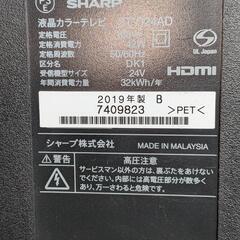 SHARP
液晶カラーテレビ
定格電圧
定格消費電力
定格周波数 50/60Hz
区分名 DK1
受信機型サイズ 24V
年間消費電力量 32kWh/年
UL Japan
HDMI
2019年製 B
7409823
>PET<
シャープ株式会社 MADE IN MALAYSIA
高圧注意
サービスマン以外の方は、裏ぶたをあけないで
ください。内部には高電圧部分が数多く
あり、万一さわると危険です。